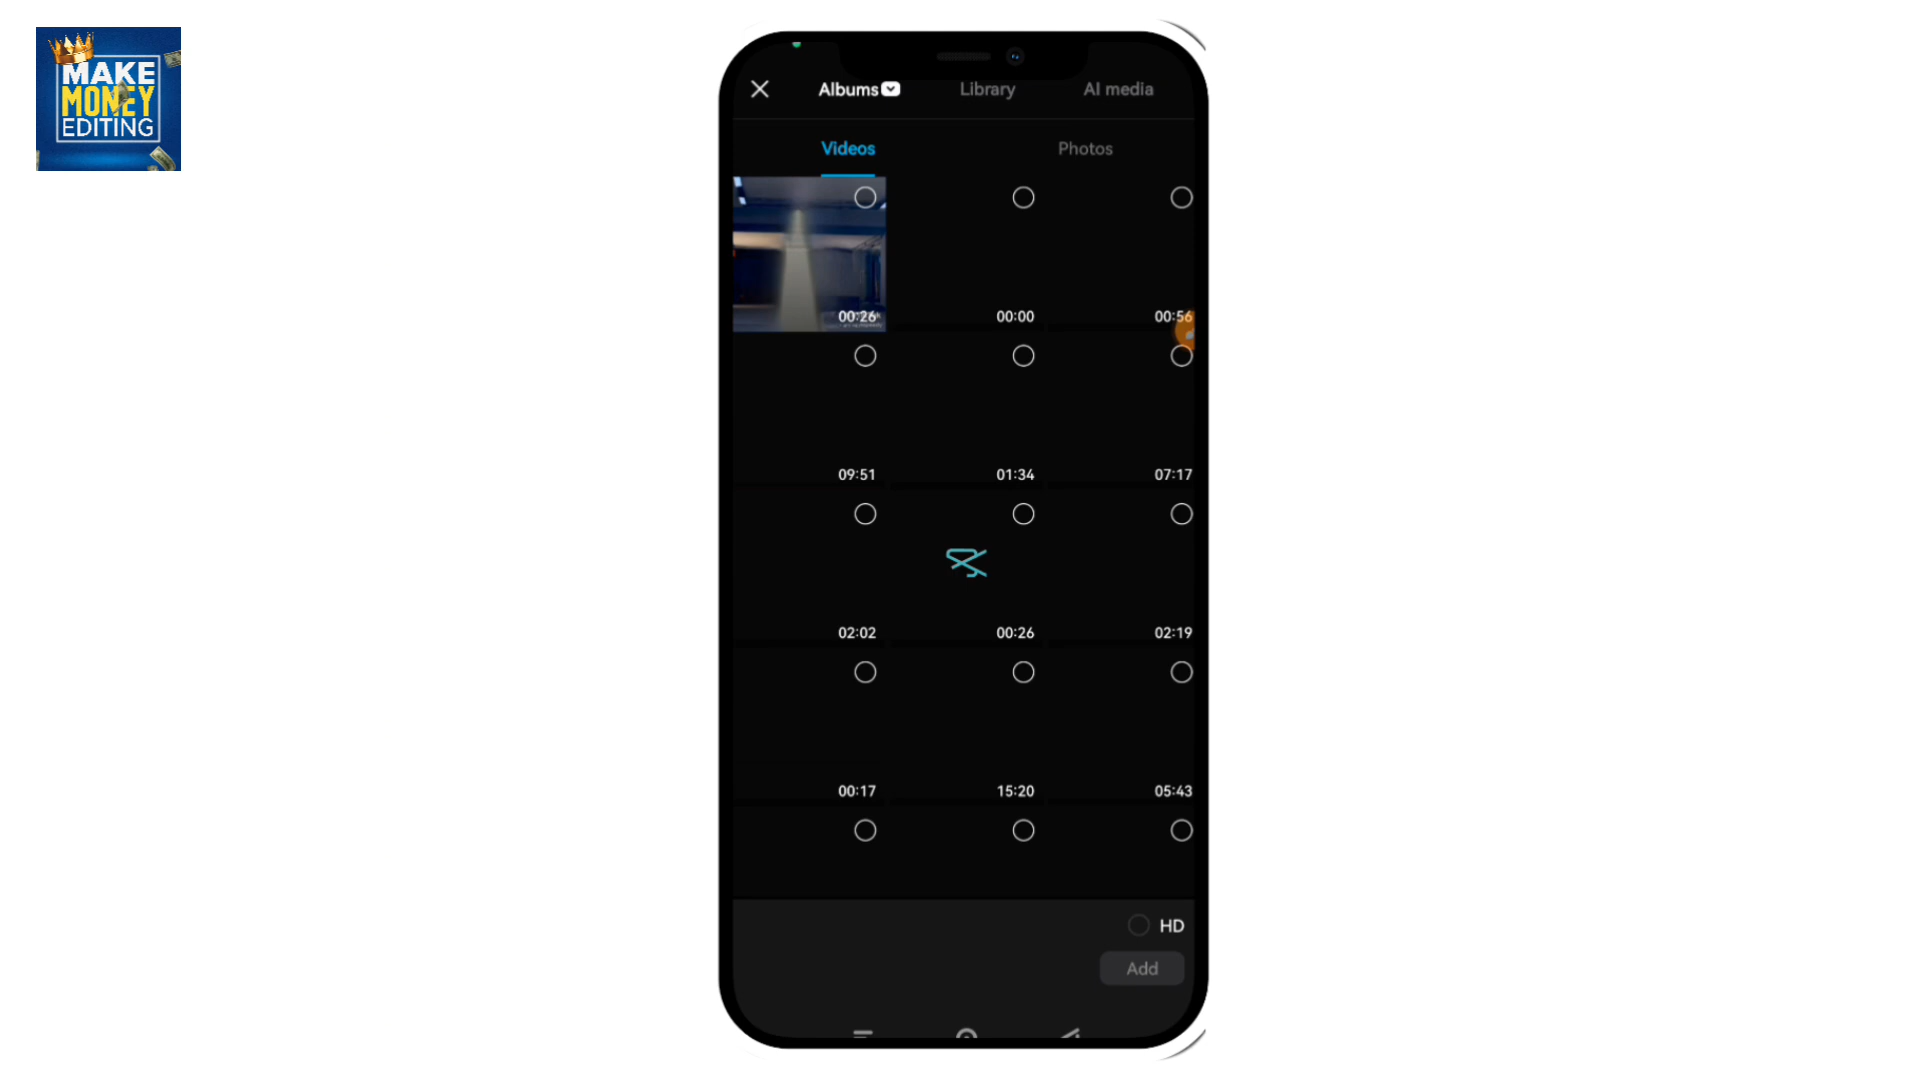 MAKE
MONEY
EDITING
Albums
Library
AI media
Videos
Photos
00:26
00:00
00:56
09:51
01:34
07:17
02:02
00:26
02:19
00:17
15:20
05:43
HD
Add